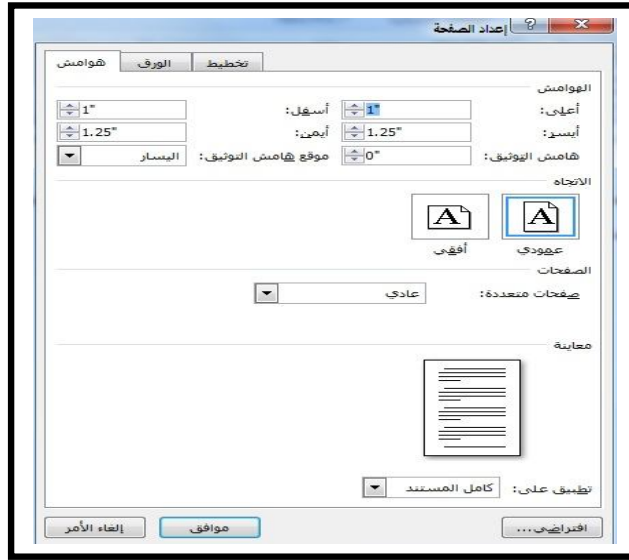 إعداد الصفحة
هوامش الورق تخطيط
الهوامش
أعلى: 1" أسفل: 1"
أيسر: 1.25" أيمن: 1.25"
هامش التوثيق: 0" موقع هامش التوثيق: اليسار
الاتجاه
A A
عمودي أفقي
الصفحات
صفحات متعددة: عادي
معاينة
تطبيق على: كامل المستند
افتراضي... موافق إلغاء الأمر